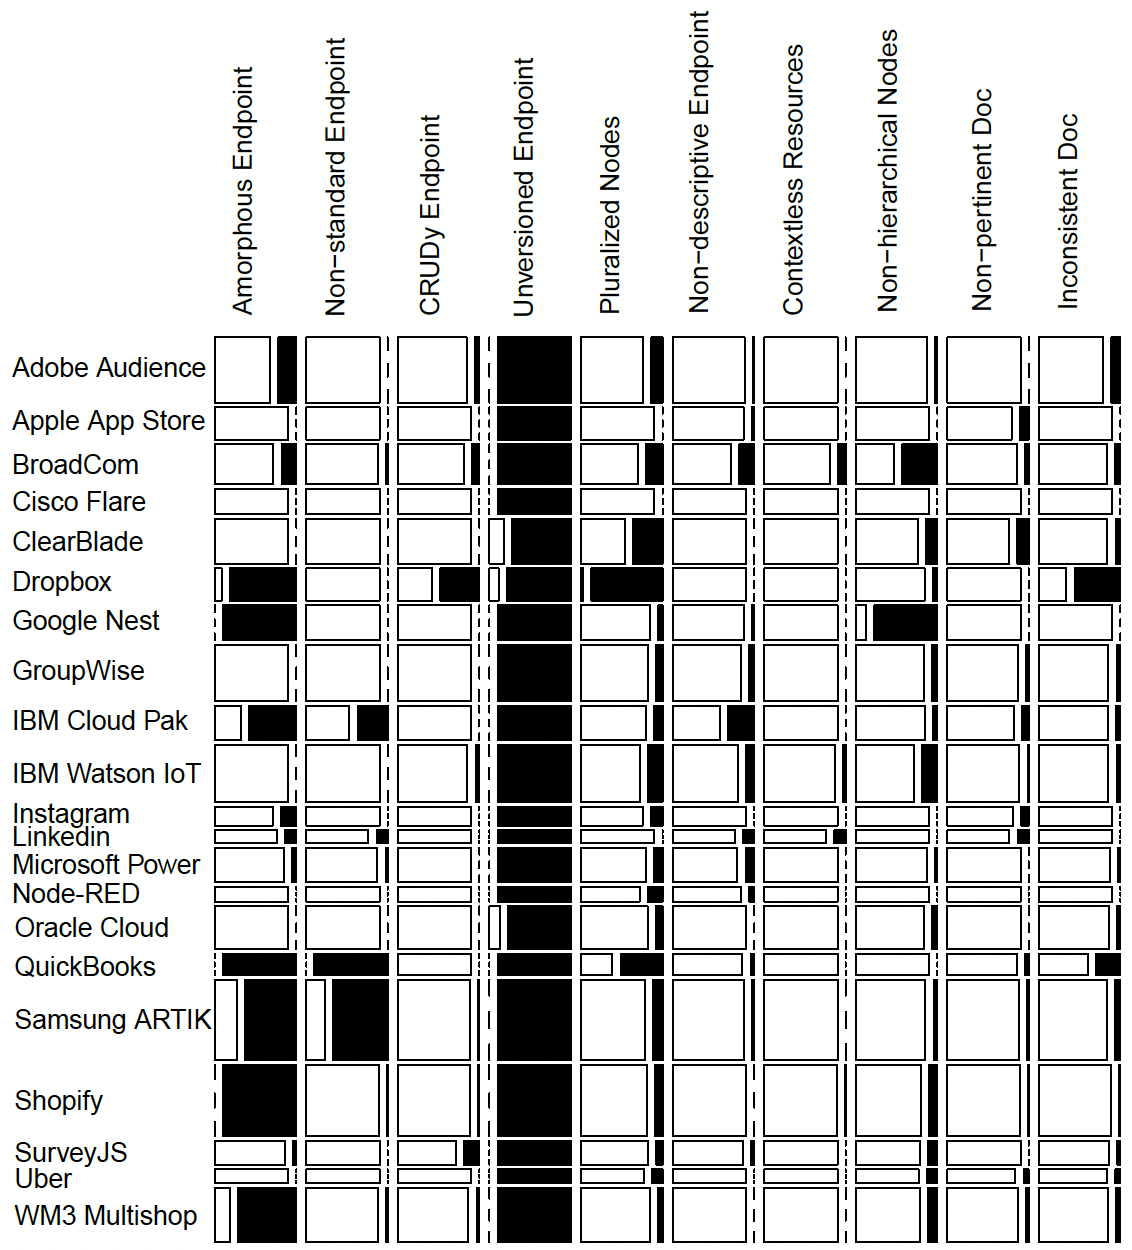 Amorphous Endpoint
Non−standard Endpoint
CRUDy Endpoint
Unversioned Endpoint
Pluralized Nodes
Non−descriptive Endpoint
Contextless Resources
Non−hierarchical Nodes
Non−pertinent Doc
Inconsistent Doc
Adobe Audience
Apple App Store
BroadCom
Cisco Flare
ClearBlade
Dropbox
Google Nest
GroupWise
IBM Cloud Pak
IBM Watson IoT
Instagram
Linkedin
Microsoft Power
Node-RED
Oracle Cloud
QuickBooks
Samsung ARTIK
Shopify
SurveyJS
Uber
WM3 Multishop